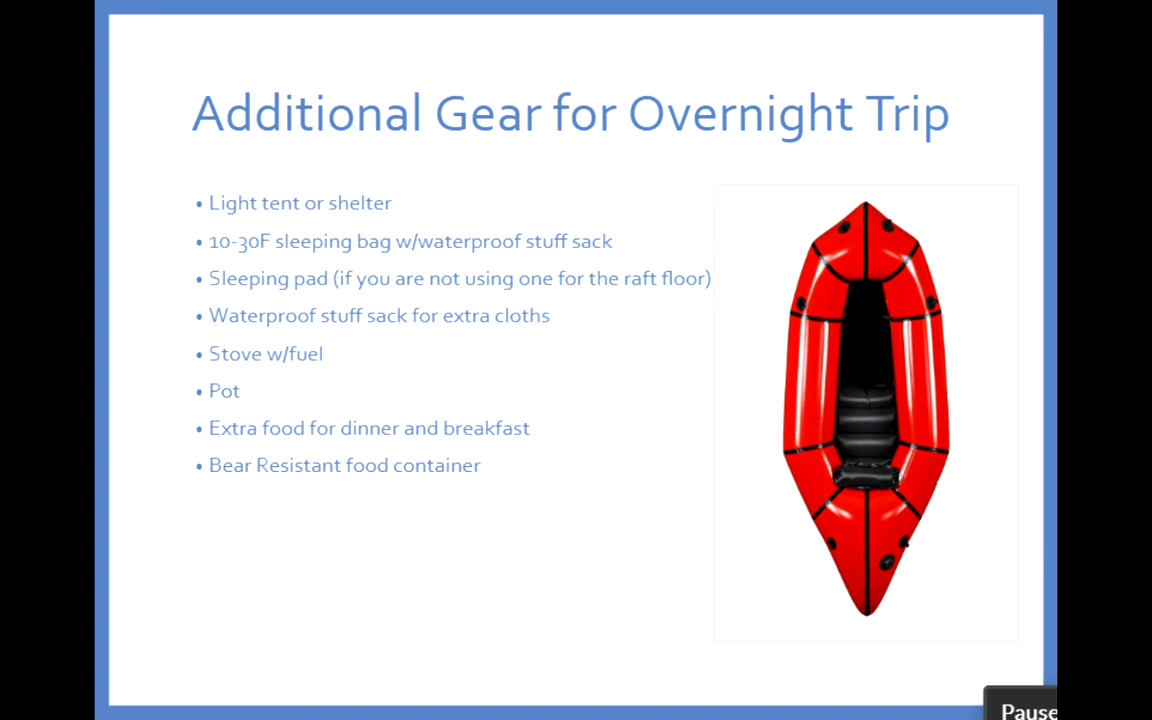 Additional Gear for Overnight Trip
• Light tent or shelter
• 10-30F sleeping bag w/waterproof stuff sack
• Sleeping pad (if you are not using one for the raft floor)
• Waterproof stuff sack for extra cloths
• Stove w/fuel
• Pot
• Extra food for dinner and breakfast
• Bear Resistant food container
Pause